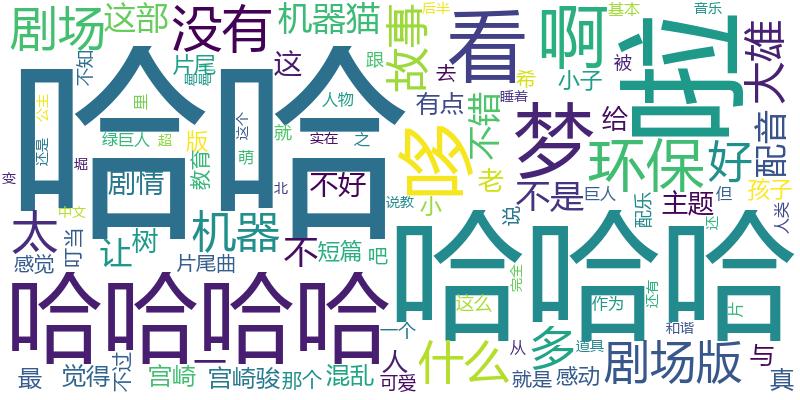 剧场
这部
没有
机器猫
故事
后半
看
基本
啊
音乐
啦
大雄
片尾
这
不知
嘟嘟
跟
去
希
小子
被
哈哈
公主
里
人物
有点
睡着
哆
不错
梦
给
配音
绿巨人
超
版
这个
就
实在
之
还是
萌
环保
好
堀
教育
剧情
不好
老
变
北
说教
小
不是
巨人
主题
但
孩子
中文
太
树
机器
说
配乐
还
人类
哈哈哈
叮当
让
不
短篇
吧
感觉
片尾曲
完全
哈哈哈哈
这么
作为
还有
片
一个
和谐
最
觉得
不过
一
宫崎
宫崎骏
那个
混乱
人
可爱
什么
从
多
道具
就是
感动
剧场版
与
真